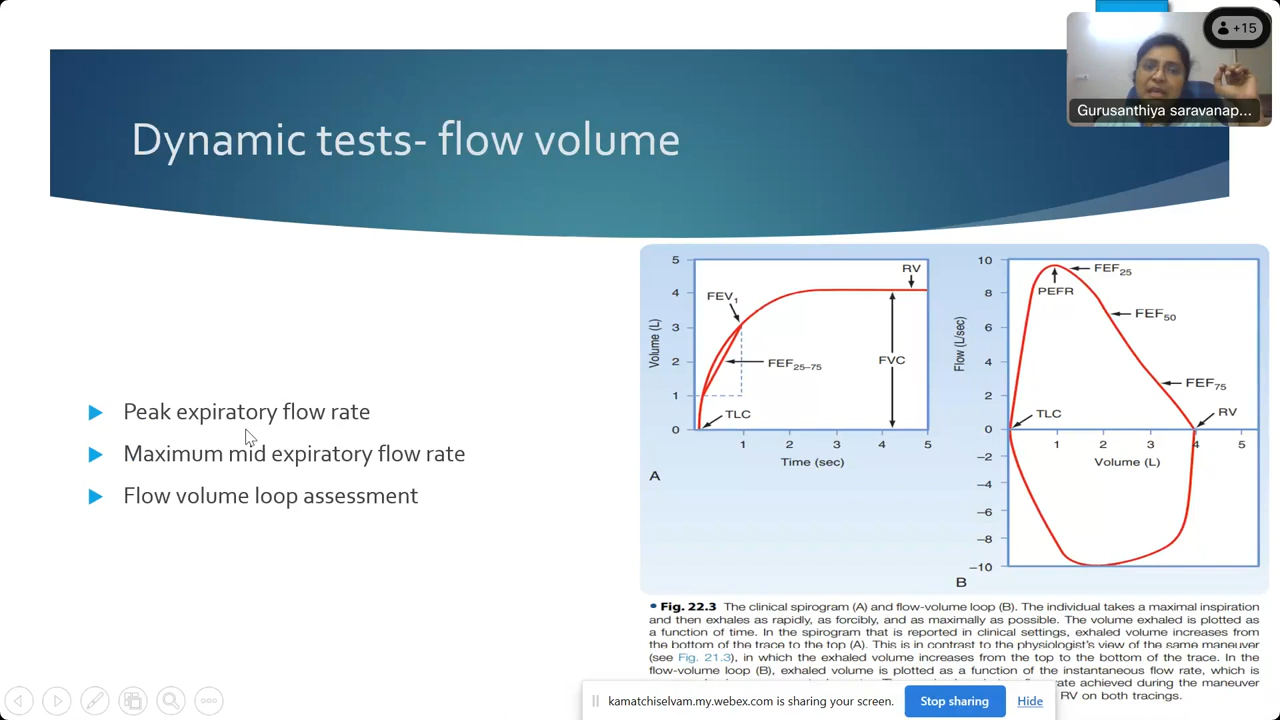 +15
Gurusanthiya saravanap...
Dynamic tests- flow volume
Peak expiratory flow rate
Maximum mid expiratory flow rate
Flow volume loop assessment
5
4
3
2
1
0
Volume (L)
FEV1
RV
FEF25–75
FVC
TLC
1 2 3 4 5
Time (sec)
A
10
8
6
4
2
0
–2
–4
–6
–8
–10
Flow (L/sec)
FEF25
PEFR
FEF50
FEF75
TLC
RV
1 2 3 4 5
Volume (L)
B
• Fig. 22.3 The clinical spirogram (A) and flow-volume loop (B). The individual takes a maximal inspiration
and then exhales as rapidly, as forcibly, and as maximally as possible. The volume exhaled is plotted as
a function of time. In the spirogram that is reported in clinical settings, exhaled volume increases from
the bottom of the trace to the top (A). This is in contrast to the physiologist's view of the same maneuver
(see Fig. 21.3), in which the exhaled volume increases from the top to the bottom of the trace. In the
flow-volume loop (B), exhaled volume is plotted as a function of the instantaneous flow rate, which is
rate achieved during the maneuver
RV on both tracings.
kamatchiselvam.my.webex.com is sharing your screen.
Stop sharing
Hide